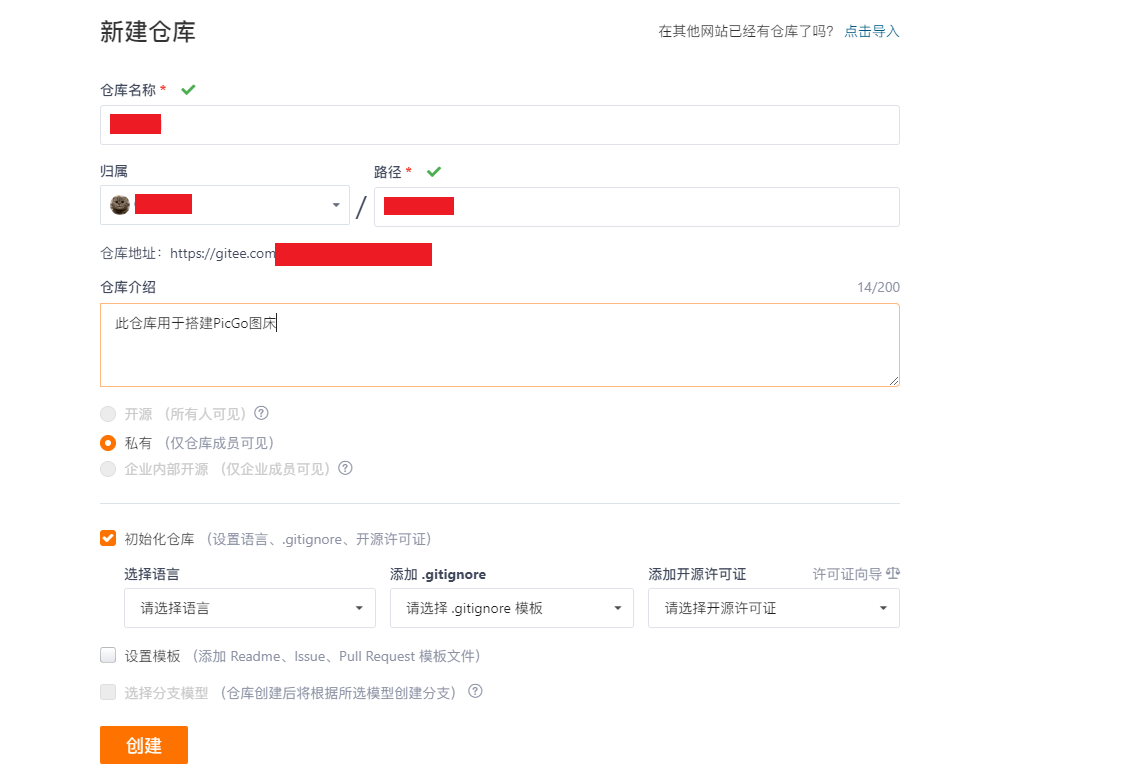 新建仓库
在其他网站已经有仓库了吗? 点击导入
仓库名称 *
归属
路径 *
/
仓库地址：https://gitee.com
仓库介绍 14/200
此仓库用于搭建PicGo图床
开源 （所有人可见）
私有 （仅仓库成员可见）
企业内部开源 （仅企业成员可见）
初始化仓库 （设置语言、.gitignore、开源许可证）
选择语言 添加 .gitignore 添加开源许可证 许可证向导
请选择语言 请选择 .gitignore 模板 请选择开源许可证
设置模板 （添加 Readme、Issue、Pull Request 模板文件）
选择分支模型 （仓库创建后将根据所选模型创建分支）
创建